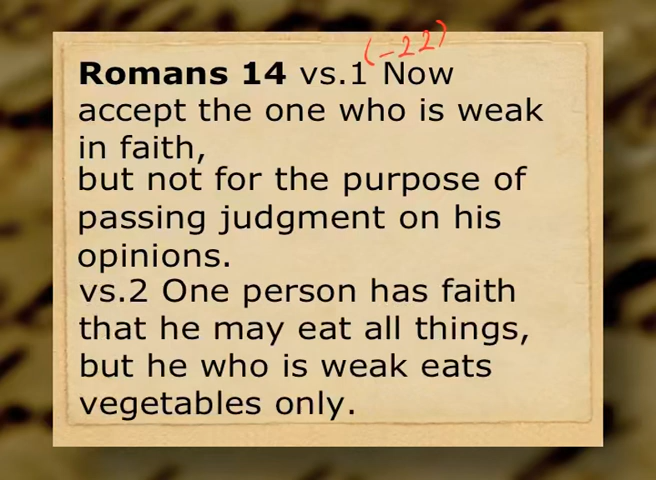 (-22)
Romans 14 vs.1 Now
accept the one who is weak
in faith,
but not for the purpose of
passing judgment on his
opinions.
vs.2 One person has faith
that he may eat all things,
but he who is weak eats
vegetables only.